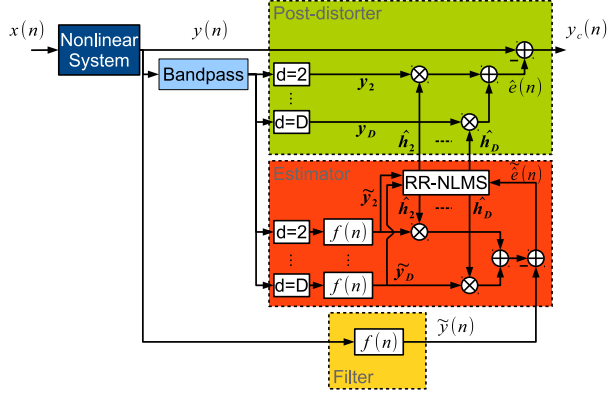 Post-distorter
x(n)
Nonlinear System
y(n)
y_c(n)
Bandpass
d=2
y_2
ê(n)
⋮
d=D
y_D
ĥ_2
ĥ_D
Estimator
RR-NLMS
ỹ_2
ĥ_2
ĥ_D
ễ(n)
d=2
f(n)
⋮
⋮
ỹ_D
d=D
f(n)
ỹ(n)
f(n)
Filter